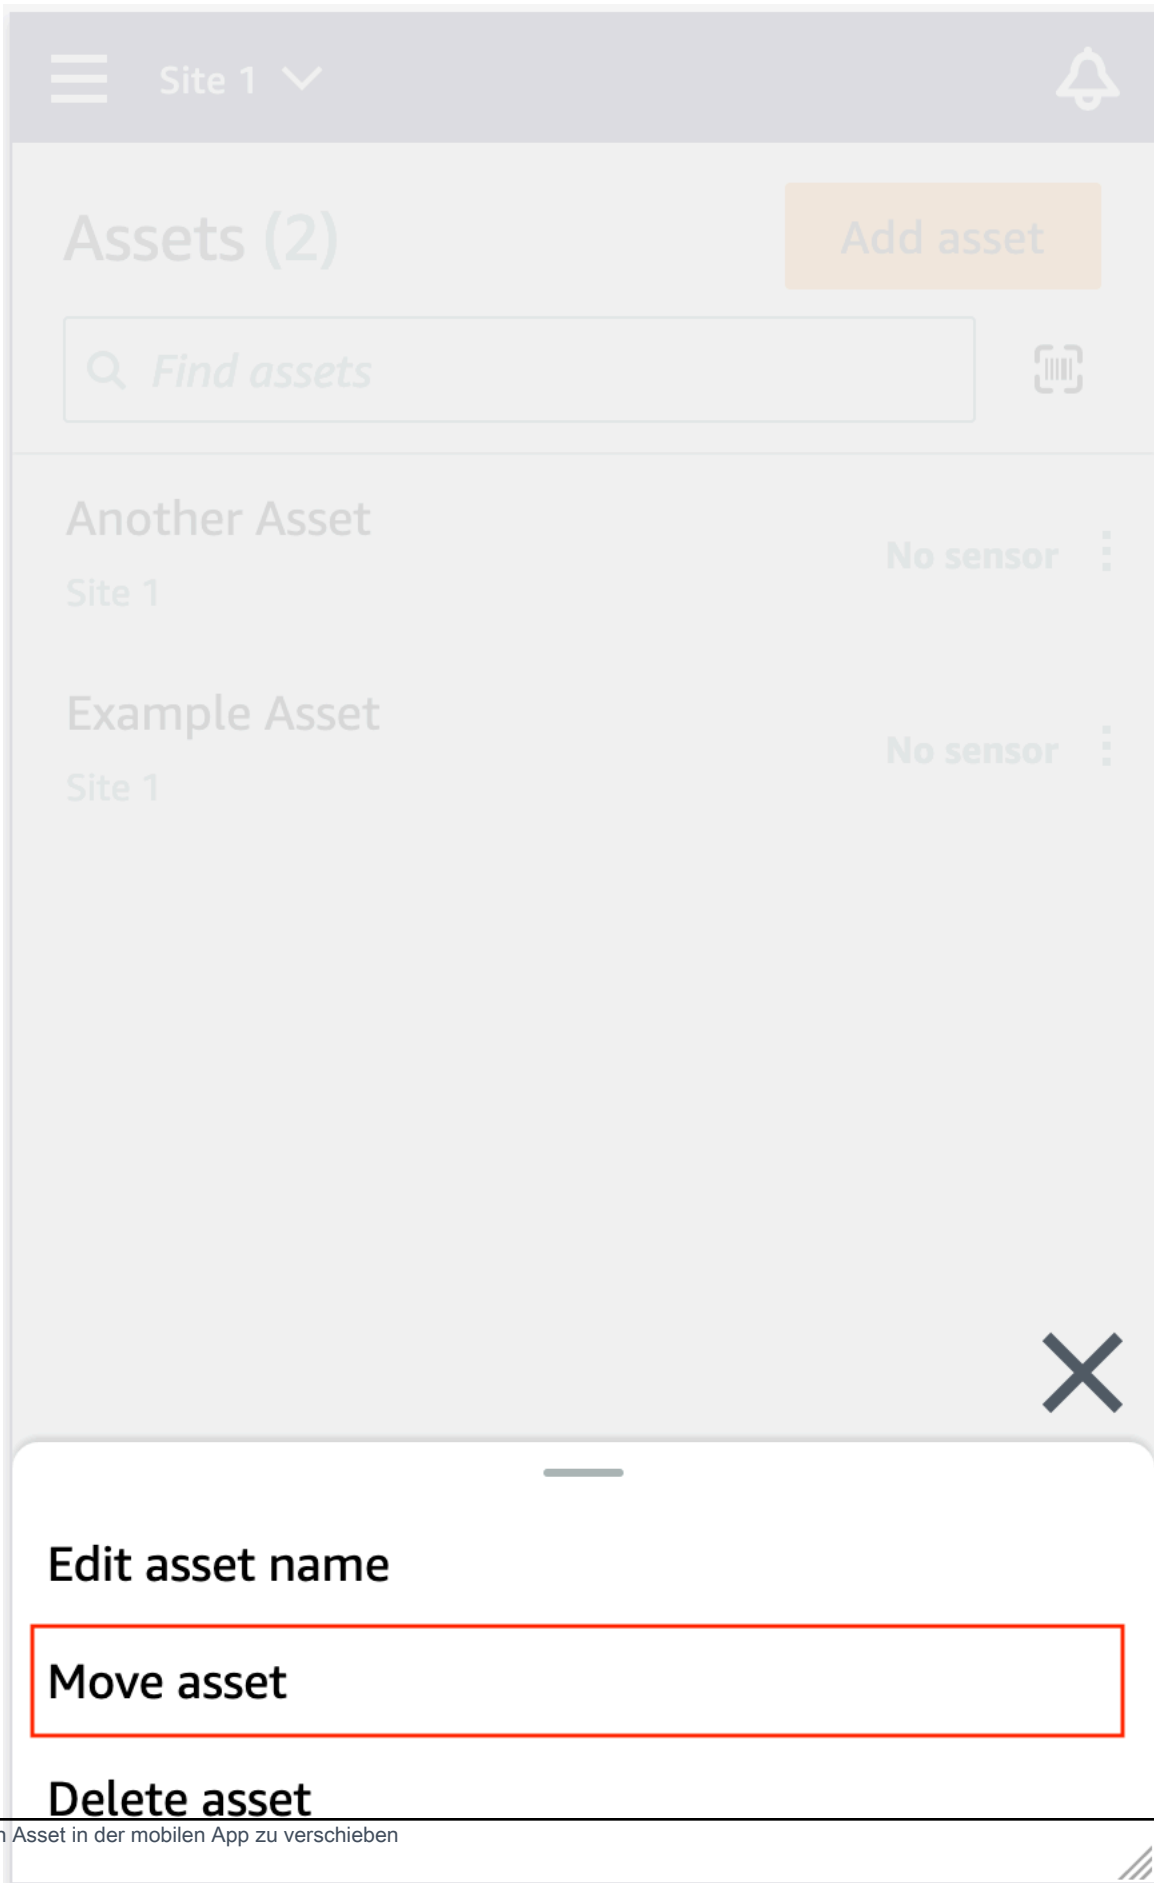 Site 1
Assets (2)
Add asset
Find assets
Another Asset
No sensor
Site 1
Example Asset
No sensor
Site 1
Edit asset name
Move asset
Delete asset
Asset in der mobilen App zu verschieben